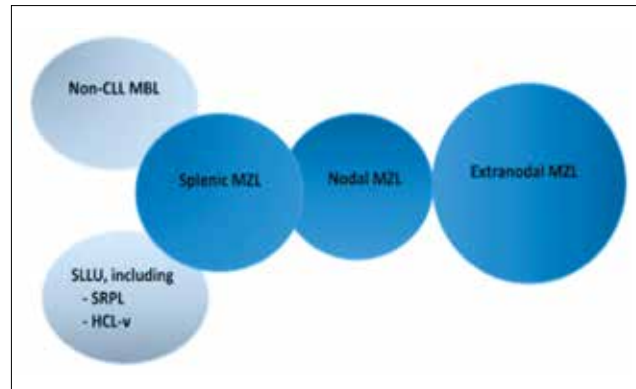 Non-CLL MBL
Splenic MZL
Nodal MZL
Extranodal MZL
SLLU, including
- SRPL
- HCL-v